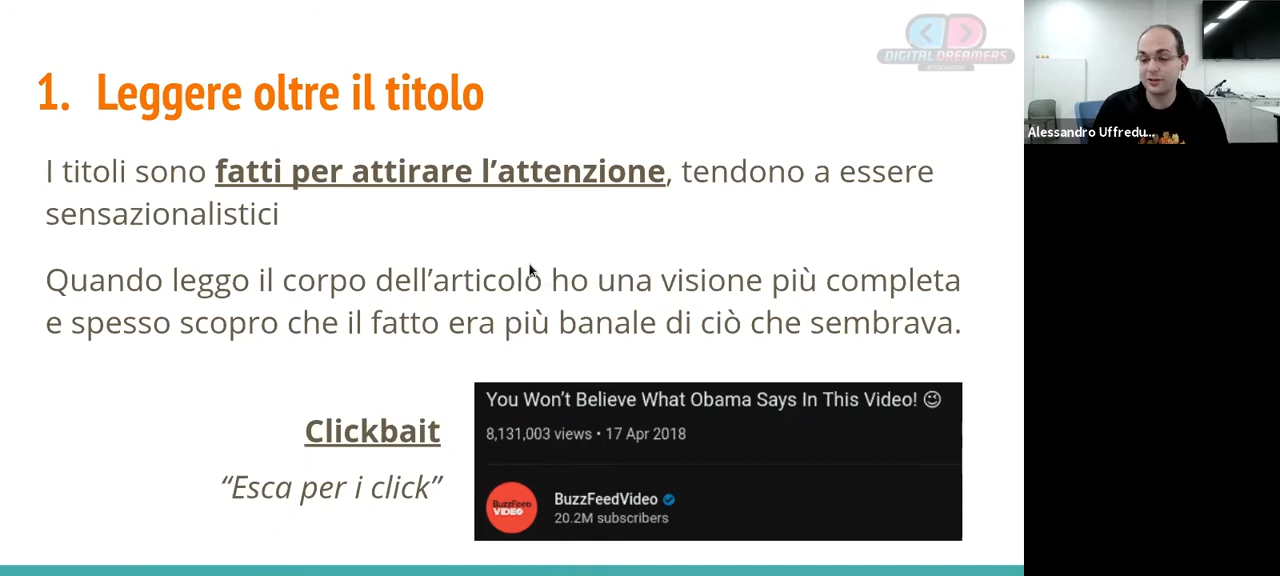 DIGITAL DREAMERS
1. Leggere oltre il titolo
I titoli sono fatti per attirare l’attenzione, tendono a essere
sensazionalistici
Quando leggo il corpo dell’articolo ho una visione più completa
e spesso scopro che il fatto era più banale di ciò che sembrava.
Clickbait
“Esca per i click”
You Won’t Believe What Obama Says In This Video! 😉
8,131,003 views • 17 Apr 2018
BuzzFeed
VIDEO
BuzzFeedVideo
20.2M subscribers
Alessandro Uffredu...